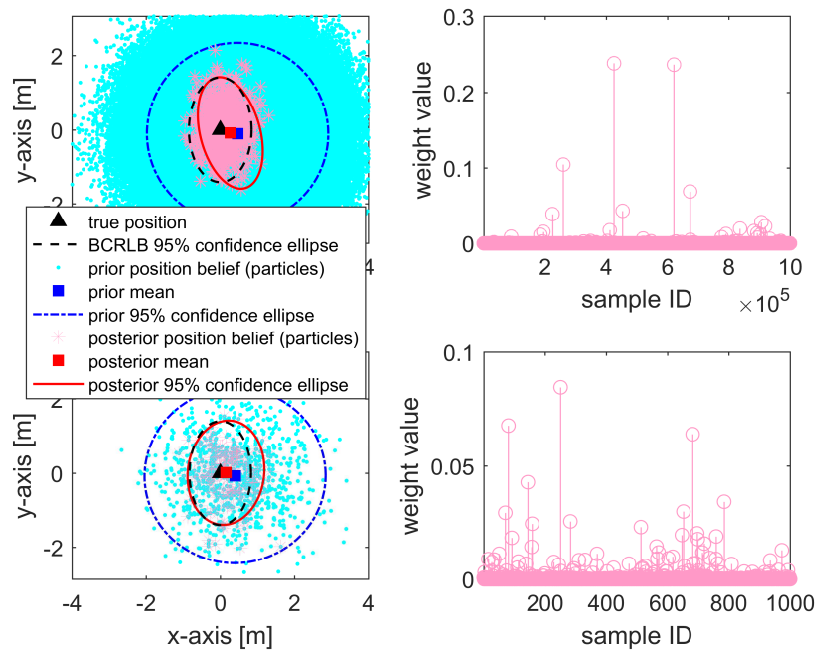 2
0
-2
y-axis [m]
4
true position
BCRLB 95% confidence ellipse
prior position belief (particles)
prior mean
prior 95% confidence ellipse
posterior position belief (particles)
posterior mean
posterior 95% confidence ellipse
2
0
-2
y-axis [m]
-4 -2 0 2 4
x-axis [m]
0.3
0.2
0.1
0
weight value
2 4 6 8 10
sample ID
×10^5
0.1
0.05
0
weight value
200 400 600 800 1000
sample ID